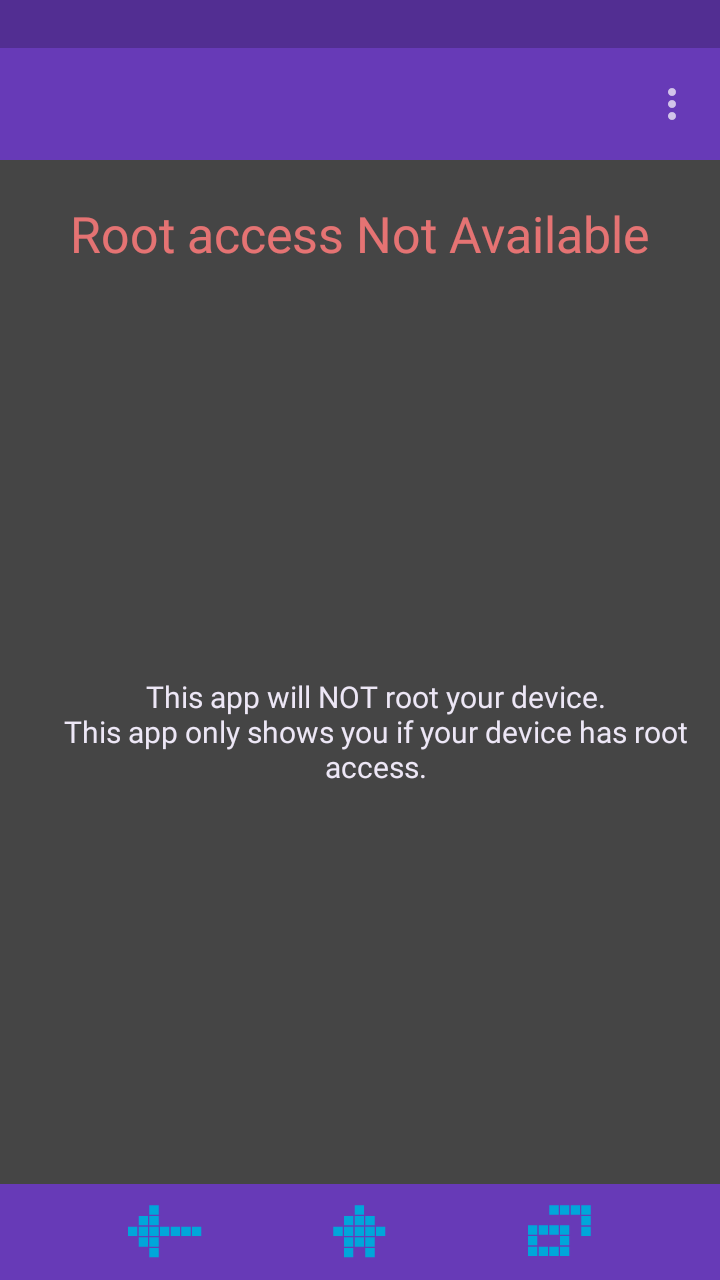 Root access Not Available
This app will NOT root your device.
This app only shows you if your device has root
access.